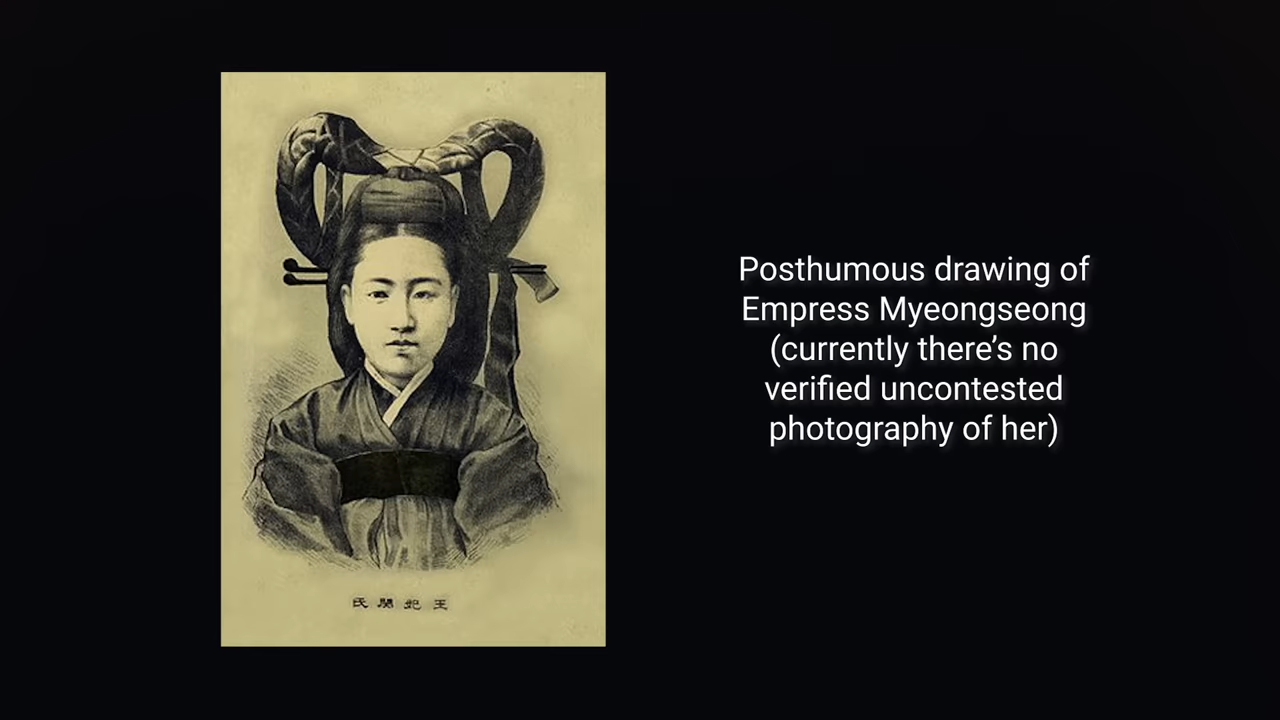 Posthumous drawing of
Empress Myeongseong
(currently there’s no
verified uncontested
photography of her)
王妃閔氏